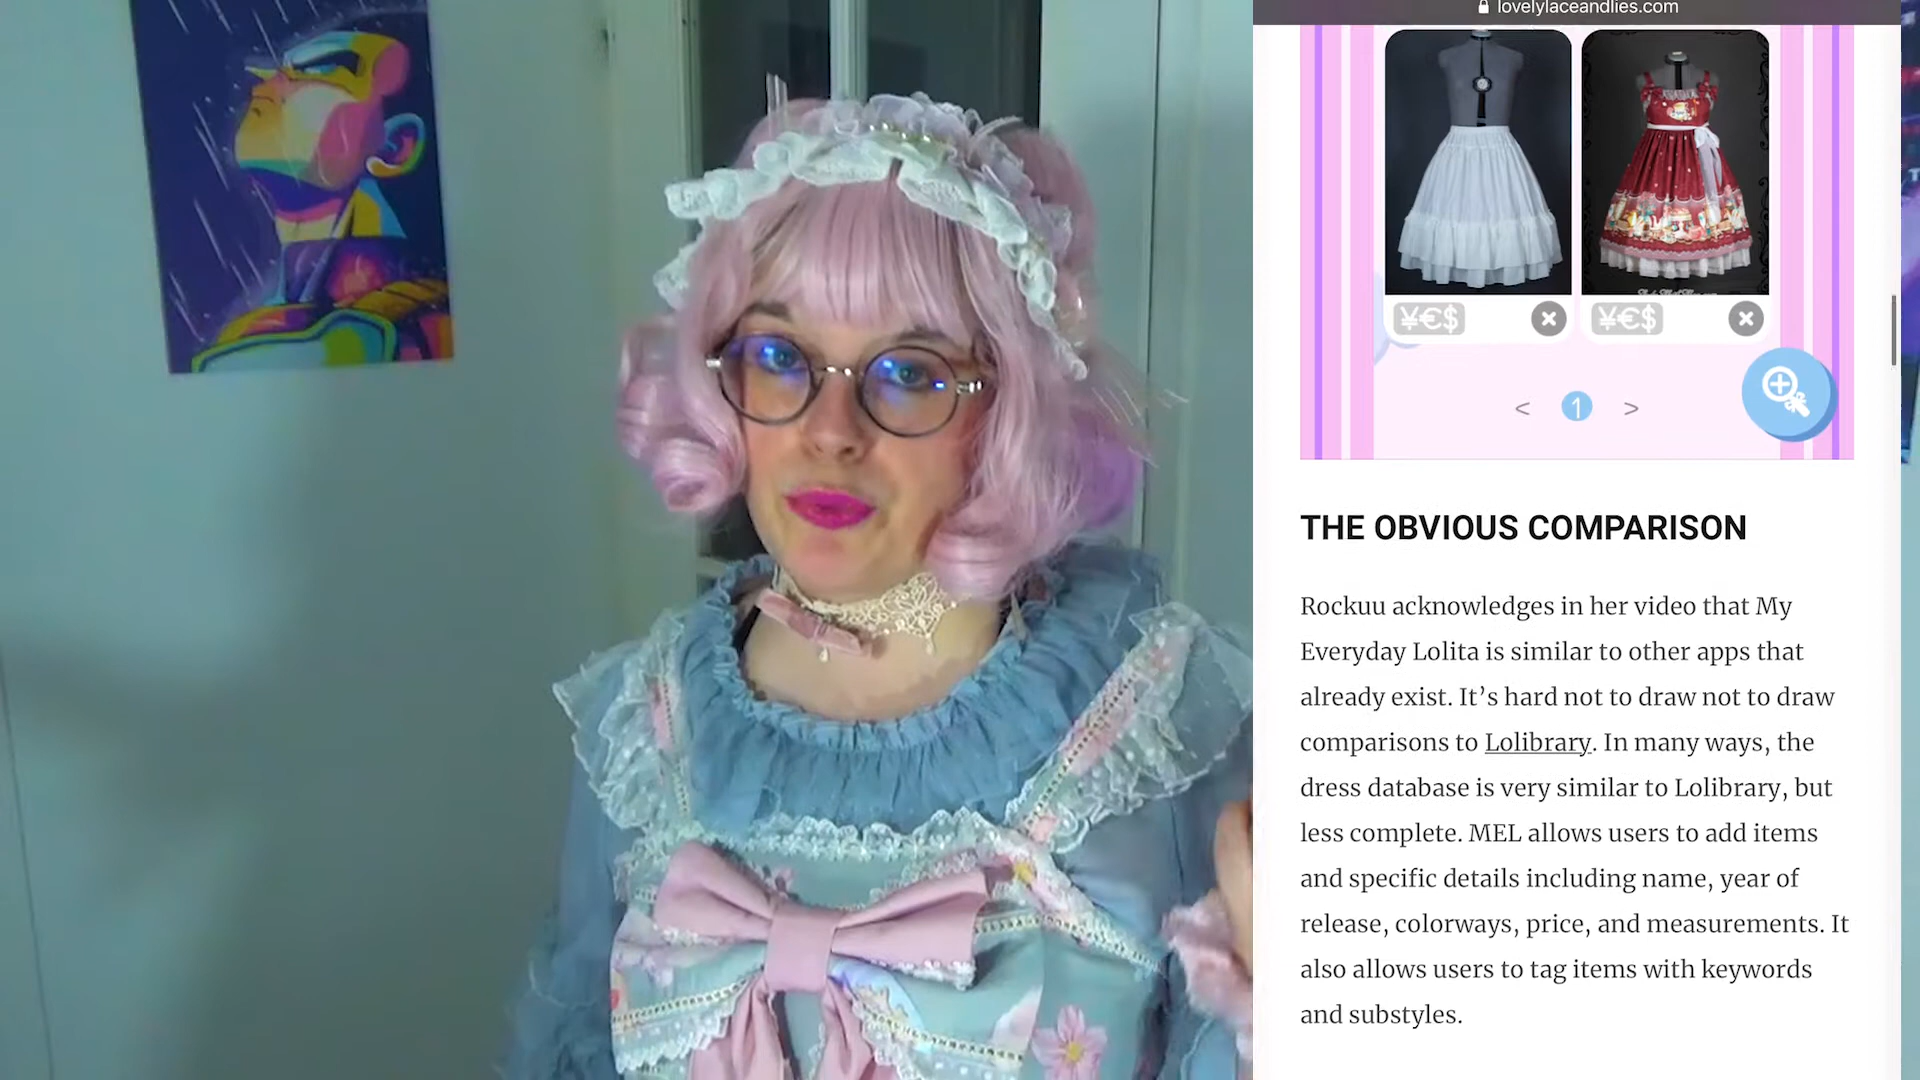 lovelylaceandlies.com
¥€$
¥€$
< 1 >
THE OBVIOUS COMPARISON
Rockuu acknowledges in her video that My
Everyday Lolita is similar to other apps that
already exist. It’s hard not to draw not to draw
comparisons to Lolibrary. In many ways, the
dress database is very similar to Lolibrary, but
less complete. MEL allows users to add items
and specific details including name, year of
release, colorways, price, and measurements. It
also allows users to tag items with keywords
and substyles.